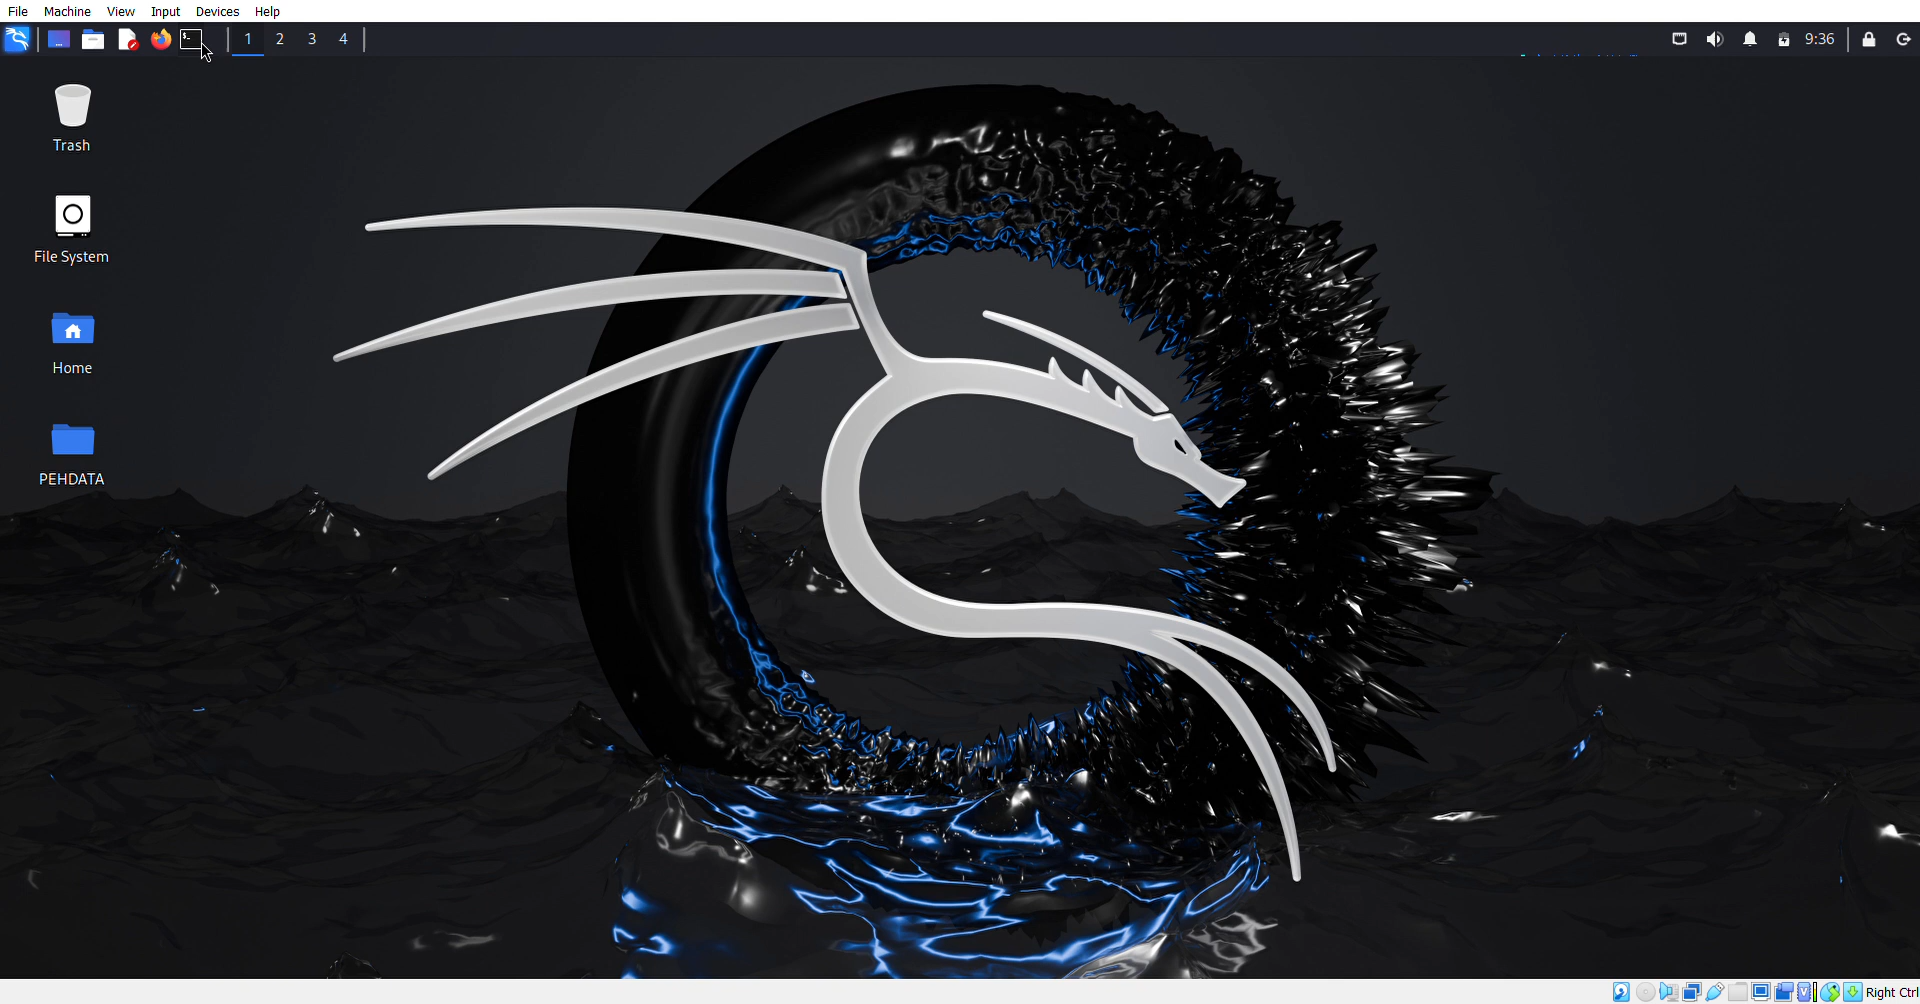 File Machine View Input Devices Help
1 2 3 4 9:36
Trash
File System
Home
PEHDATA
Right Ctrl